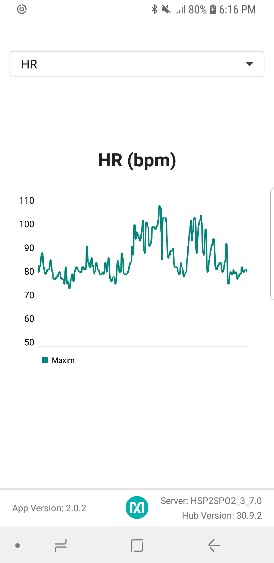 80% 6:16 PM
HR
HR (bpm)
110
100
90
80
70
60
50
Maxim
App Version: 2.0.2
Server: HSP2SPO2_3_7.0
Hub Version: 30.9.2